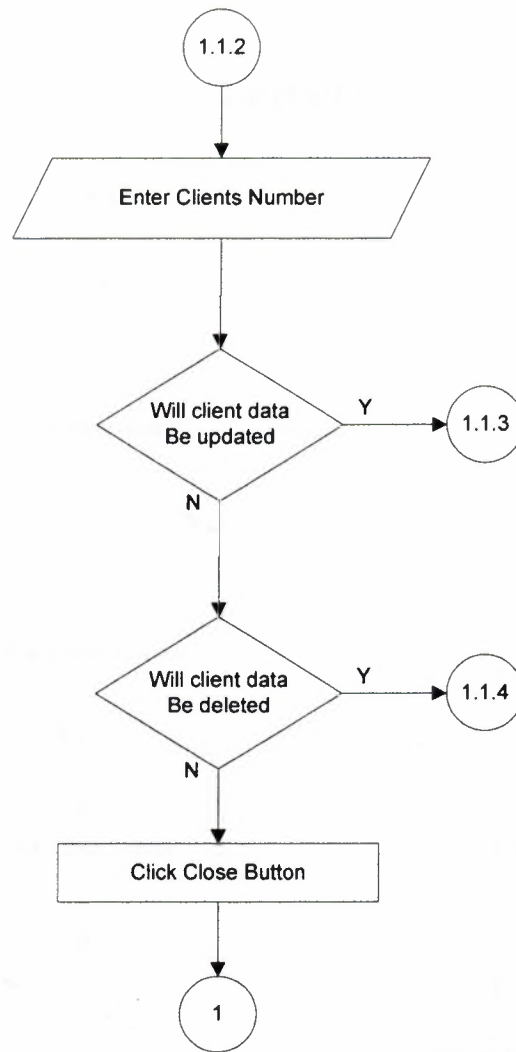 1.1.2
Enter Clients Number
Will client data
Be updated
Y
1.1.3
N
Will client data
Be deleted
Y
1.1.4
N
Click Close Button
1